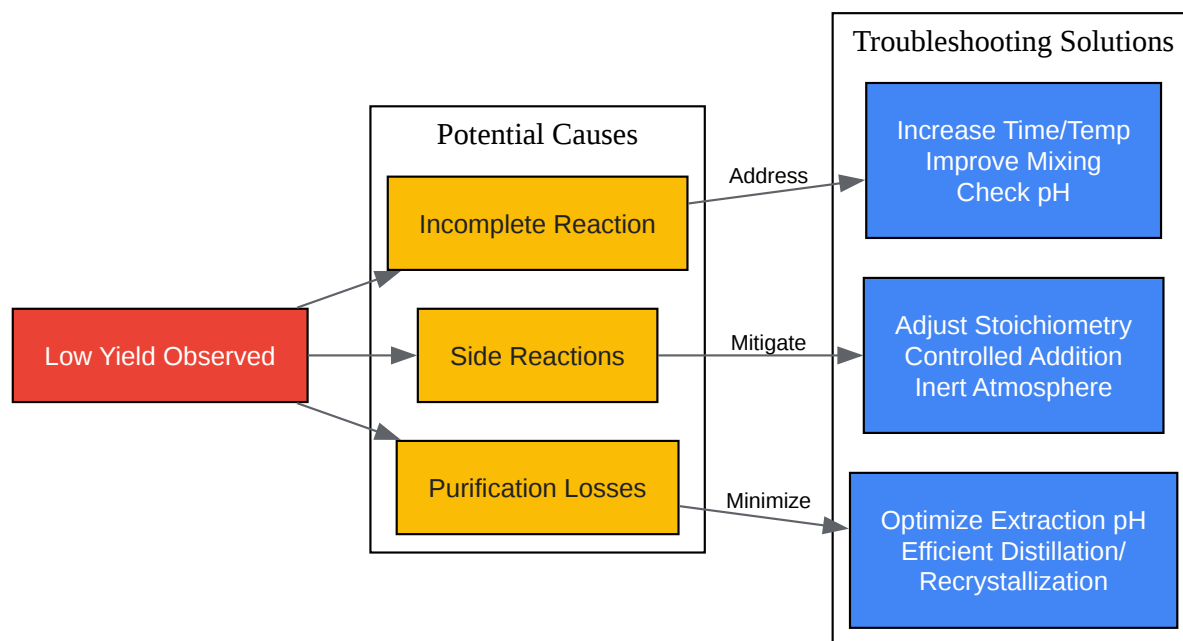 Low Yield Observed
Potential Causes
Incomplete Reaction
Side Reactions
Purification Losses
Address
Mitigate
Minimize
Troubleshooting Solutions
Increase Time/Temp
Improve Mixing
Check pH
Adjust Stoichiometry
Controlled Addition
Inert Atmosphere
Optimize Extraction pH
Efficient Distillation/
Recrystallization